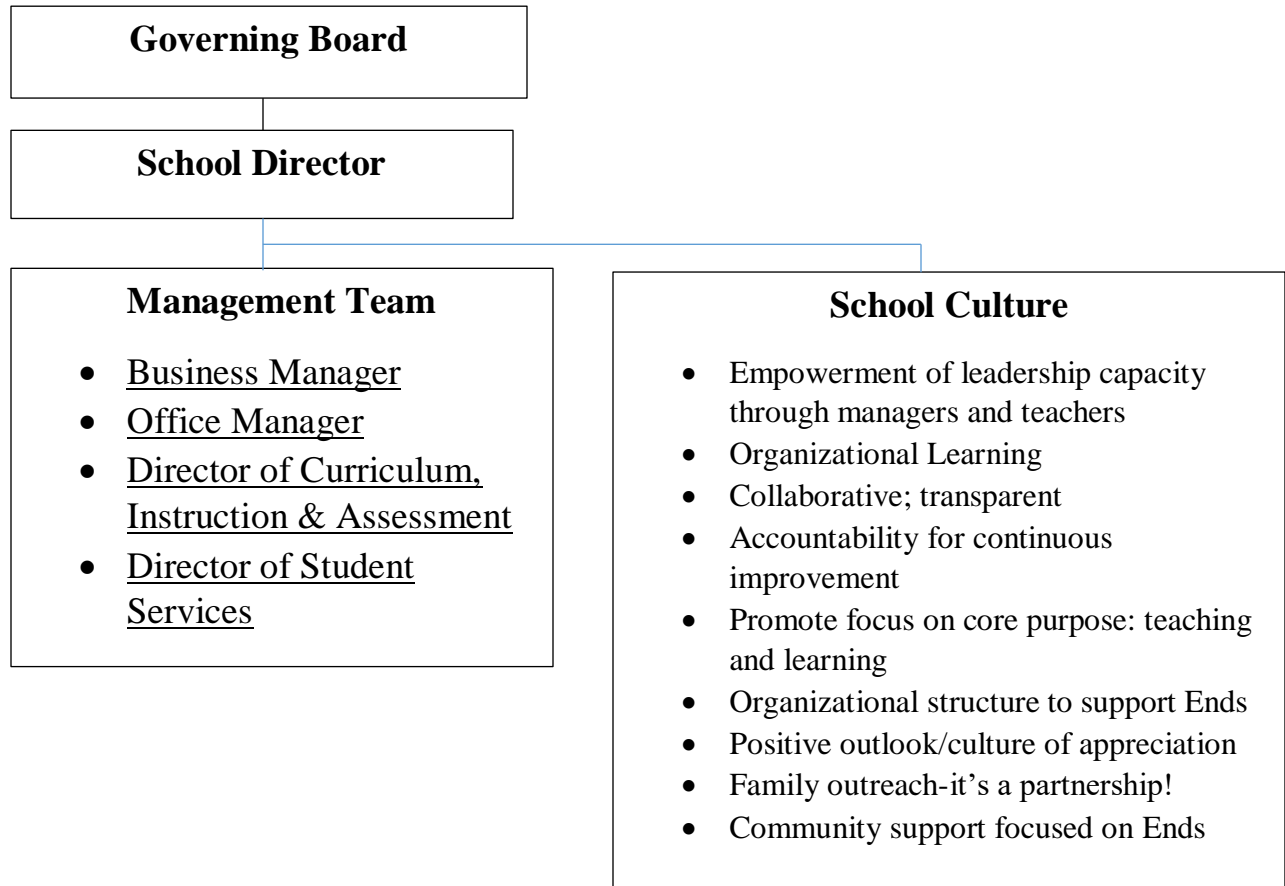 Governing Board
School Director
Management Team
• Business Manager
• Office Manager
• Director of Curriculum,
Instruction & Assessment
• Director of Student
Services
School Culture
• Empowerment of leadership capacity
through managers and teachers
• Organizational Learning
• Collaborative; transparent
• Accountability for continuous
improvement
• Promote focus on core purpose: teaching
and learning
• Organizational structure to support Ends
• Positive outlook/culture of appreciation
• Family outreach-it’s a partnership!
• Community support focused on Ends